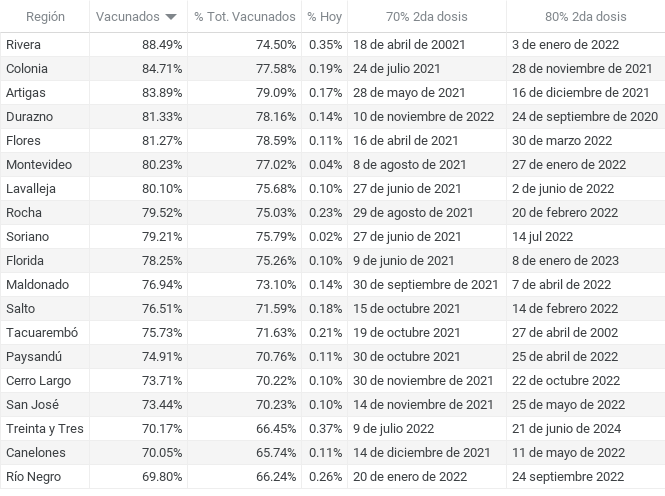 Región Vacunados % Tot. Vacunados % Hoy 70% 2da dosis 80% 2da dosis
Rivera 88.49% 74.50% 0.35% 18 de abril de 20021 3 de enero de 2022
Colonia 84.71% 77.58% 0.19% 24 de julio 2021 28 de noviembre de 2021
Artigas 83.89% 79.09% 0.17% 28 de mayo de 2021 16 de diciembre de 2021
Durazno 81.33% 78.16% 0.14% 10 de noviembre de 2022 24 de septiembre de 2020
Flores 81.27% 78.59% 0.11% 16 de abril de 2021 30 de marzo 2022
Montevideo 80.23% 77.02% 0.04% 8 de agosto de 2021 27 de enero de 2022
Lavalleja 80.10% 75.68% 0.10% 27 de junio de 2021 2 de junio de 2022
Rocha 79.52% 75.03% 0.23% 29 de agosto de 2021 20 de febrero 2022
Soriano 79.21% 75.79% 0.02% 27 de junio de 2021 14 jul 2022
Florida 78.25% 75.26% 0.10% 9 de junio de 2021 8 de enero de 2023
Maldonado 76.94% 73.10% 0.14% 30 de septiembre de 2021 7 de abril de 2022
Salto 76.51% 71.59% 0.18% 15 de octubre 2021 14 de febrero 2022
Tacuarembó 75.73% 71.63% 0.21% 19 de octubre 2021 27 de abril de 2002
Paysandú 74.91% 70.76% 0.11% 30 de octubre 2021 25 de abril de 2022
Cerro Largo 73.71% 70.22% 0.10% 30 de noviembre de 2021 22 de octubre 2022
San José 73.44% 70.23% 0.10% 14 de noviembre de 2021 25 de mayo de 2022
Treinta y Tres 70.17% 66.45% 0.37% 9 de julio 2022 21 de junio de 2024
Canelones 70.05% 65.74% 0.11% 14 de diciembre de 2021 11 de mayo de 2022
Río Negro 69.80% 66.24% 0.26% 20 de enero de 2022 24 septiembre 2022